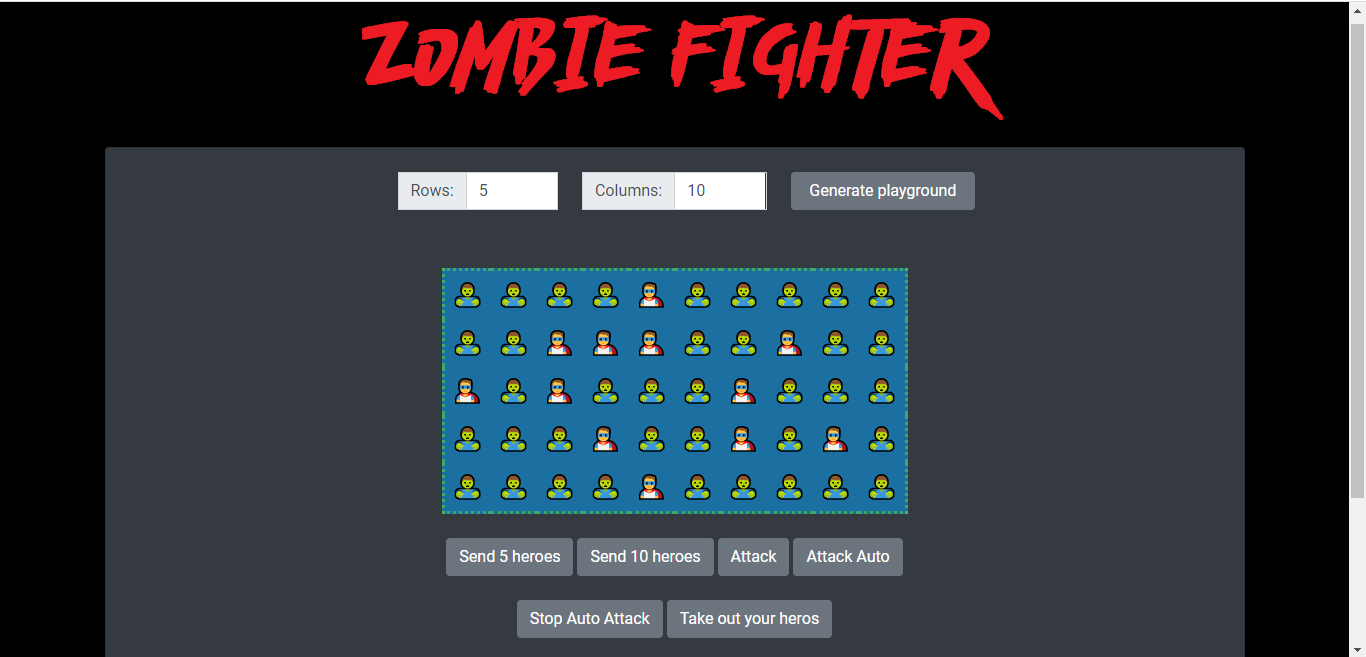 ZOMBIE FIGHTER
Rows: 5 Columns: 10 Generate playground
Send 5 heroes Send 10 heroes Attack Attack Auto
Stop Auto Attack Take out your heros